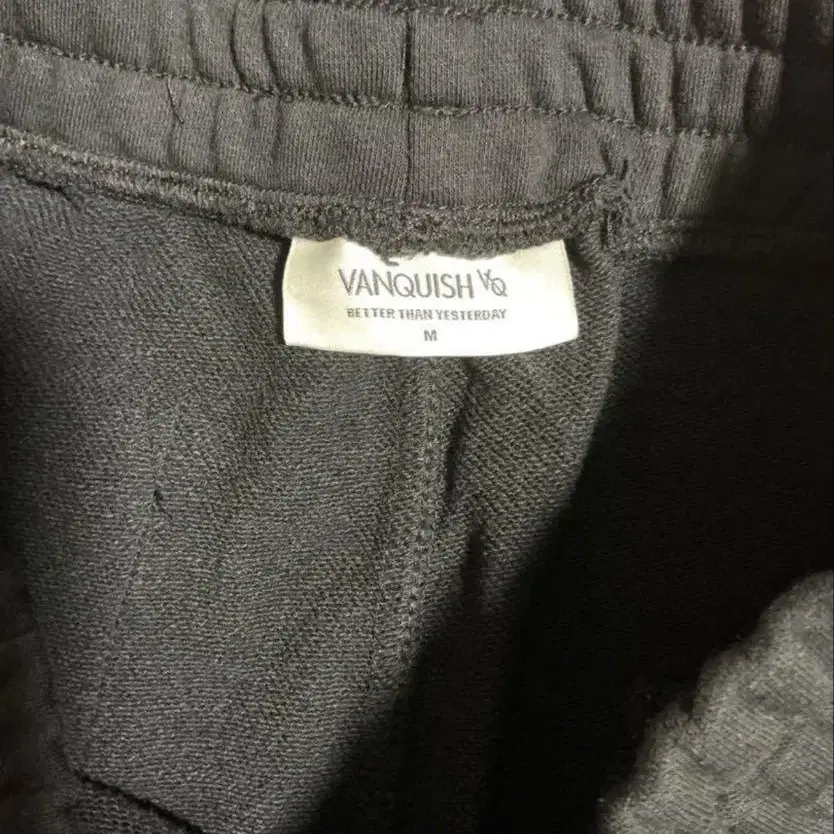 VANQUISH VQ
BETTER THAN YESTERDAY
M